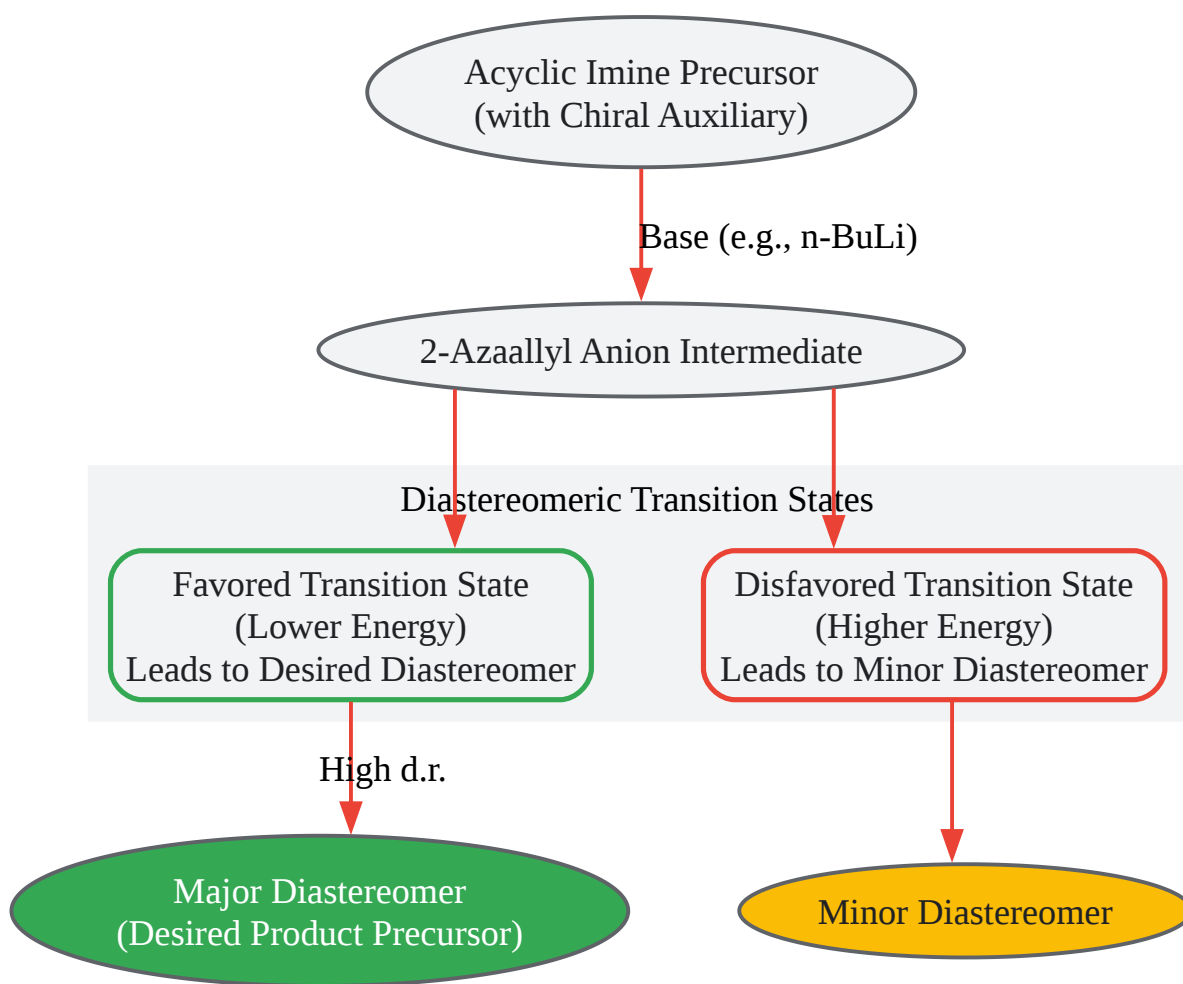 Acyclic Imine Precursor
(with Chiral Auxiliary)
Base (e.g., n-BuLi)
2-Azaallyl Anion Intermediate
Diastereomeric Transition States
Favored Transition State
(Lower Energy)
Leads to Desired Diastereomer
Disfavored Transition State
(Higher Energy)
Leads to Minor Diastereomer
High d.r.
Major Diastereomer
(Desired Product Precursor)
Minor Diastereomer